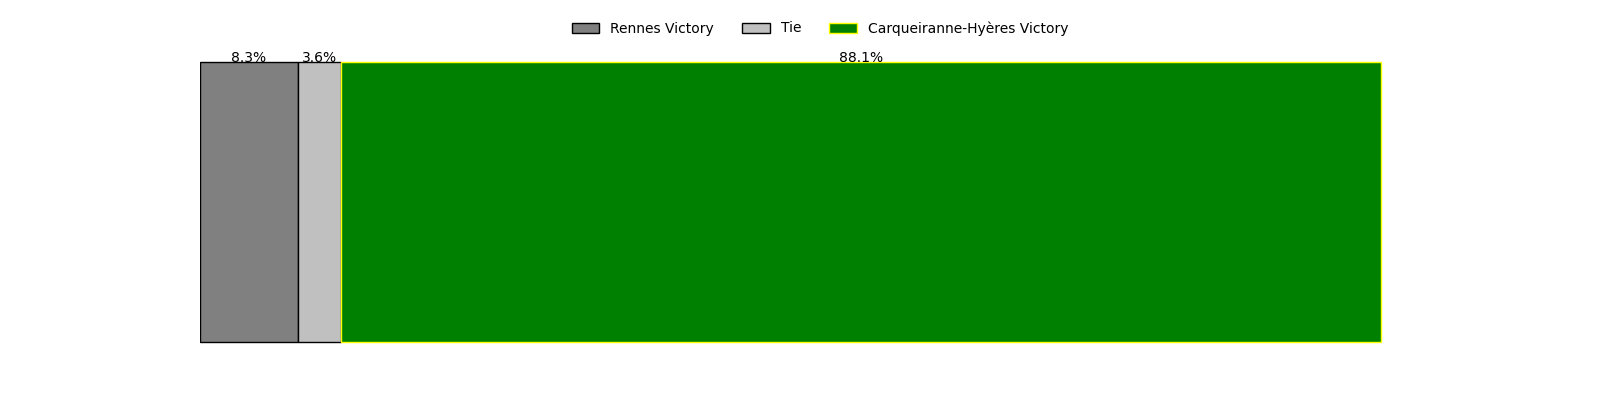 Rennes Victory Tie Carqueiranne-Hyères Victory
8.3% 3.6% 88.1%